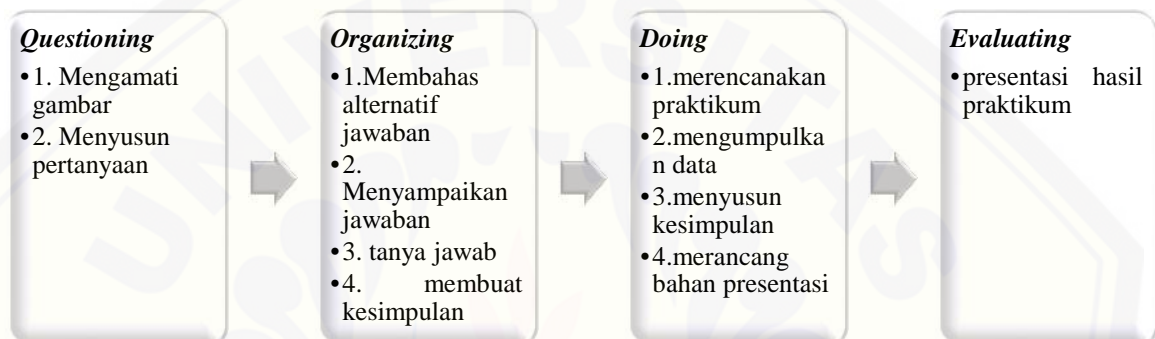 Questioning
•1. Mengamati
gambar
•2. Menyusun
pertanyaan
Organizing
•1.Membahas
alternatif
jawaban
•2.
Menyampaikan
jawaban
•3. tanya jawab
•4. membuat
kesimpulan
Doing
•1.merencanakan
praktikum
•2.mengumpulka
n data
•3.menyusun
kesimpulan
•4.merancang
bahan presentasi
Evaluating
•presentasi hasil
praktikum
UNIVERSITAS